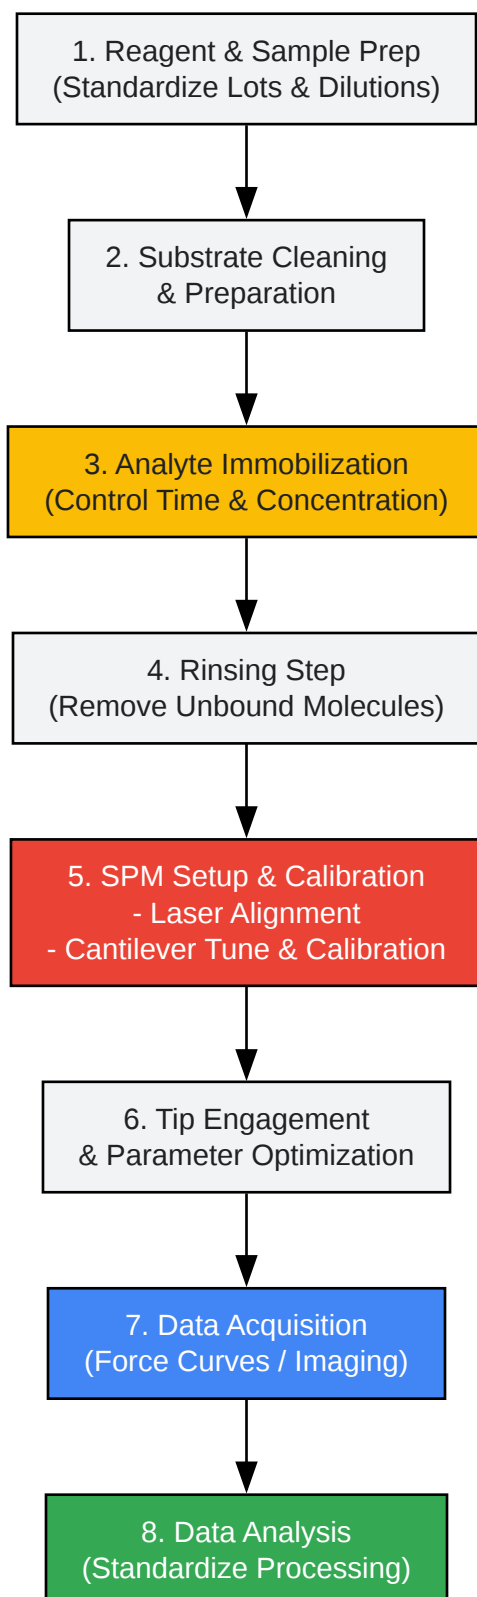 1. Reagent & Sample Prep
(Standardize Lots & Dilutions)
2. Substrate Cleaning
& Preparation
3. Analyte Immobilization
(Control Time & Concentration)
4. Rinsing Step
(Remove Unbound Molecules)
5. SPM Setup & Calibration
- Laser Alignment
- Cantilever Tune & Calibration
6. Tip Engagement
& Parameter Optimization
7. Data Acquisition
(Force Curves / Imaging)
8. Data Analysis
(Standardize Processing)